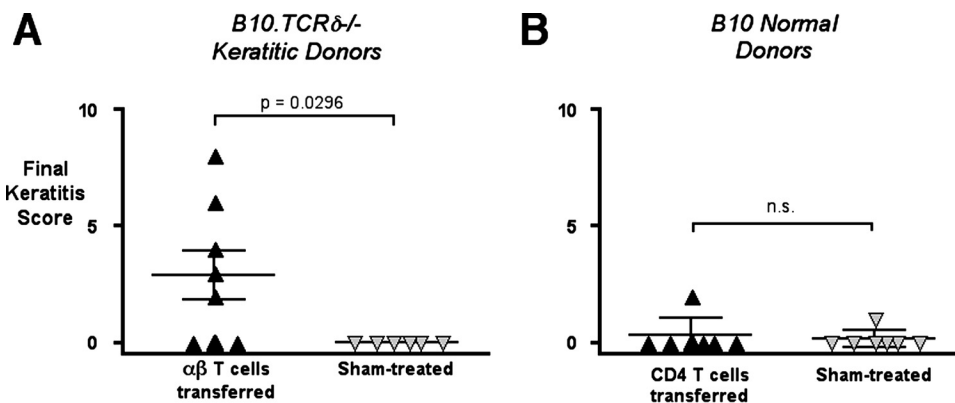 A
B10.TCRδ-/-
Keratitic Donors
p = 0.0296
10
5
0
Final
Keratitis
Score
αβ T cells
transferred
Sham-treated
B
B10 Normal
Donors
n.s.
10
5
0
CD4 T cells
transferred
Sham-treated